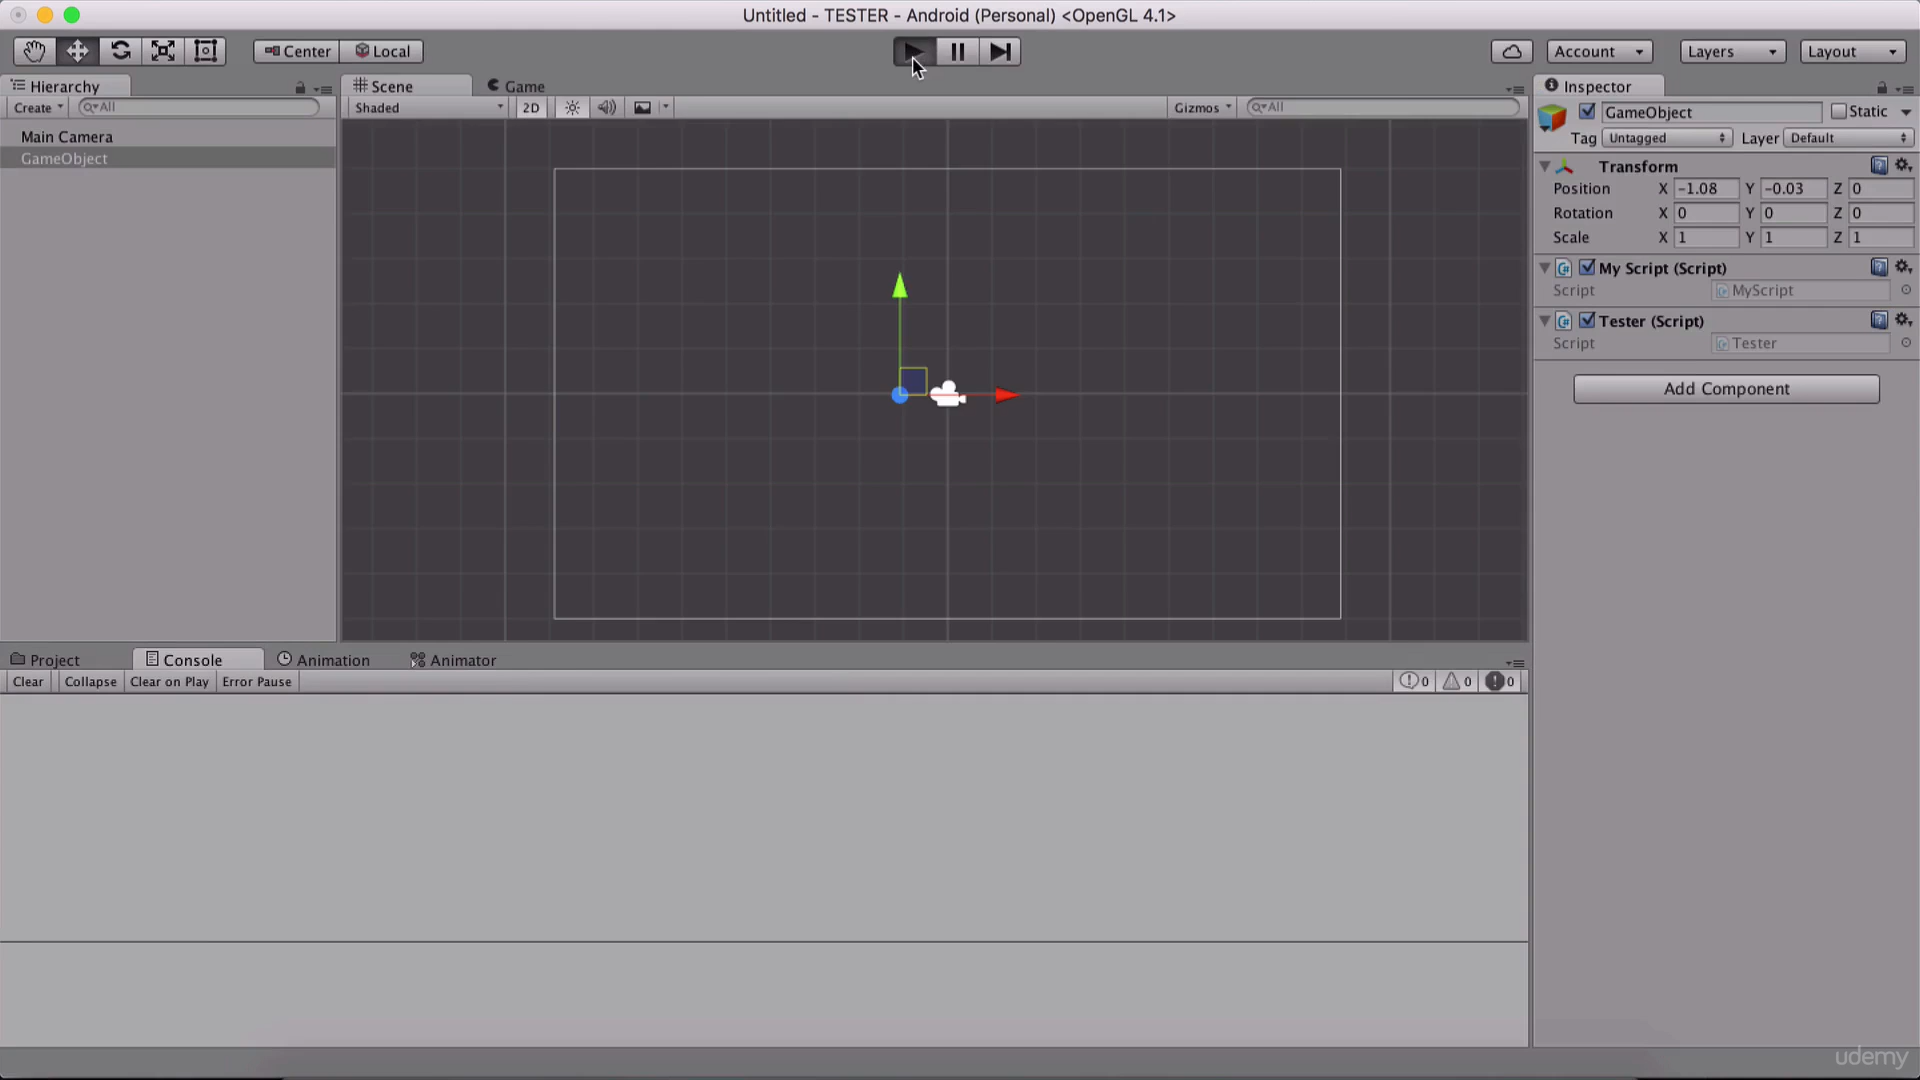 Untitled - TESTER - Android (Personal) <OpenGL 4.1>
Center Local Account Layers Layout
Hierarchy
Create All
Main Camera
GameObject
Scene Game
Shaded 2D Gizmos All
Inspector
GameObject Static
Tag Untagged Layer Default
Transform
Position X -1.08 Y -0.03 Z 0
Rotation X 0 Y 0 Z 0
Scale X 1 Y 1 Z 1
My Script (Script)
Script MyScript
Tester (Script)
Script Tester
Add Component
Project Console Animation Animator
Clear Collapse Clear on Play Error Pause 0 0 0
udemy